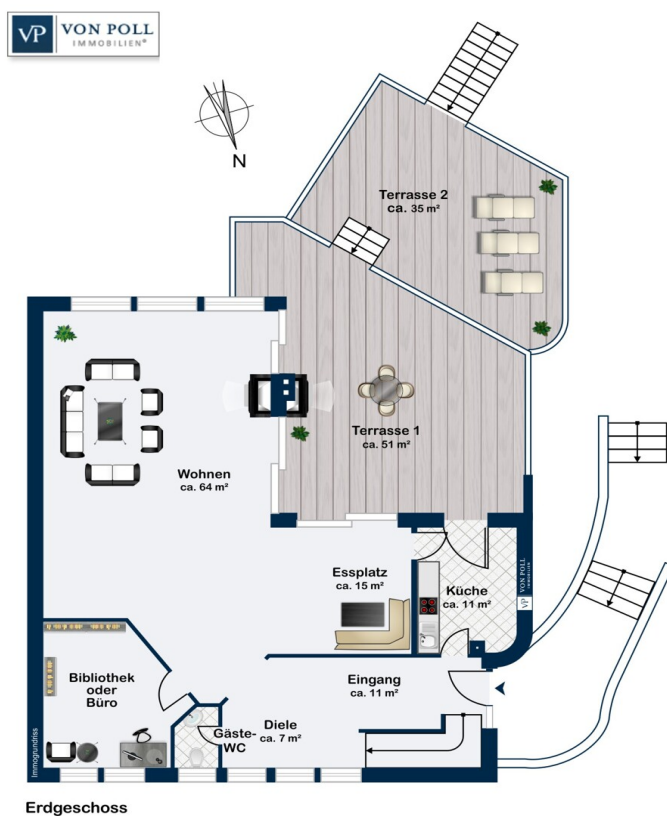 VP VON POLL
IMMOBILIEN®
N
Terrasse 2
ca. 35 m²
Terrasse 1
ca. 51 m²
Wohnen
ca. 64 m²
Essplatz
ca. 15 m²
Küche
ca. 11 m²
VP VON POLL
IMMOBILIEN
Bibliothek
oder
Büro
Eingang
ca. 11 m²
Gäste-
WC
Diele
ca. 7 m²
Immogrundriss
Erdgeschoss